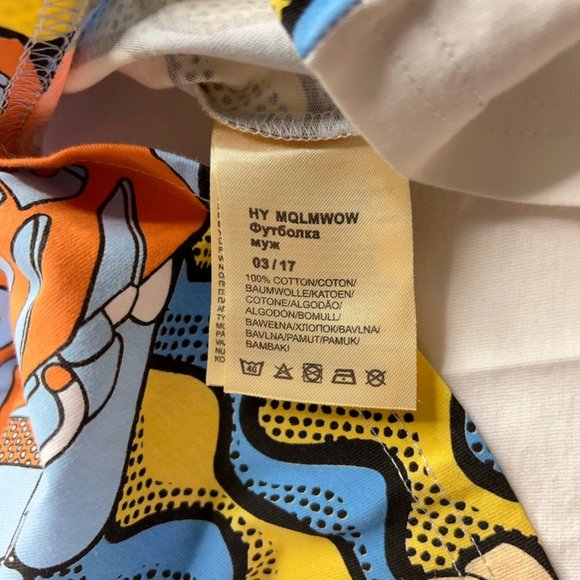 HY MQLMWOW
Футболка
муж
03 / 17
100% COTTON/COTON/
BAUMWOLLE/KATOEN/
COTONE/ALGODÃO/
ALGODÓN/BOMULL/
BAWEŁNA/ХЛОПОК/BAVLNA/
BAVLNA/PAMUT/PAMUK/
BAMBAKI
40